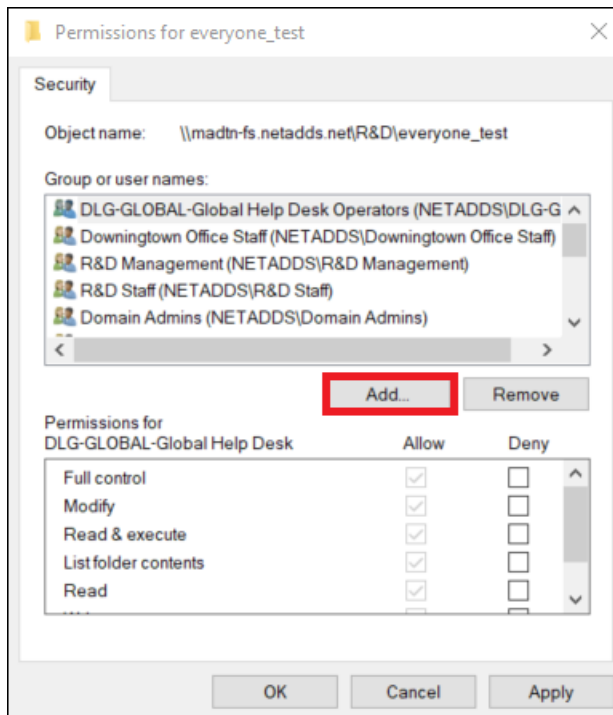 Permissions for everyone_test
Security
Object name: \\madtn-fs.netadds.net\R&D\everyone_test
Group or user names:
DLG-GLOBAL-Global Help Desk Operators (NETADDS\DLG-G
Downingtown Office Staff (NETADDS\Downingtown Office Staff)
R&D Management (NETADDS\R&D Management)
R&D Staff (NETADDS\R&D Staff)
Domain Admins (NETADDS\Domain Admins)
Add... Remove
Permissions for
DLG-GLOBAL-Global Help Desk Allow Deny
Full control
Modify
Read & execute
List folder contents
Read
OK Cancel Apply